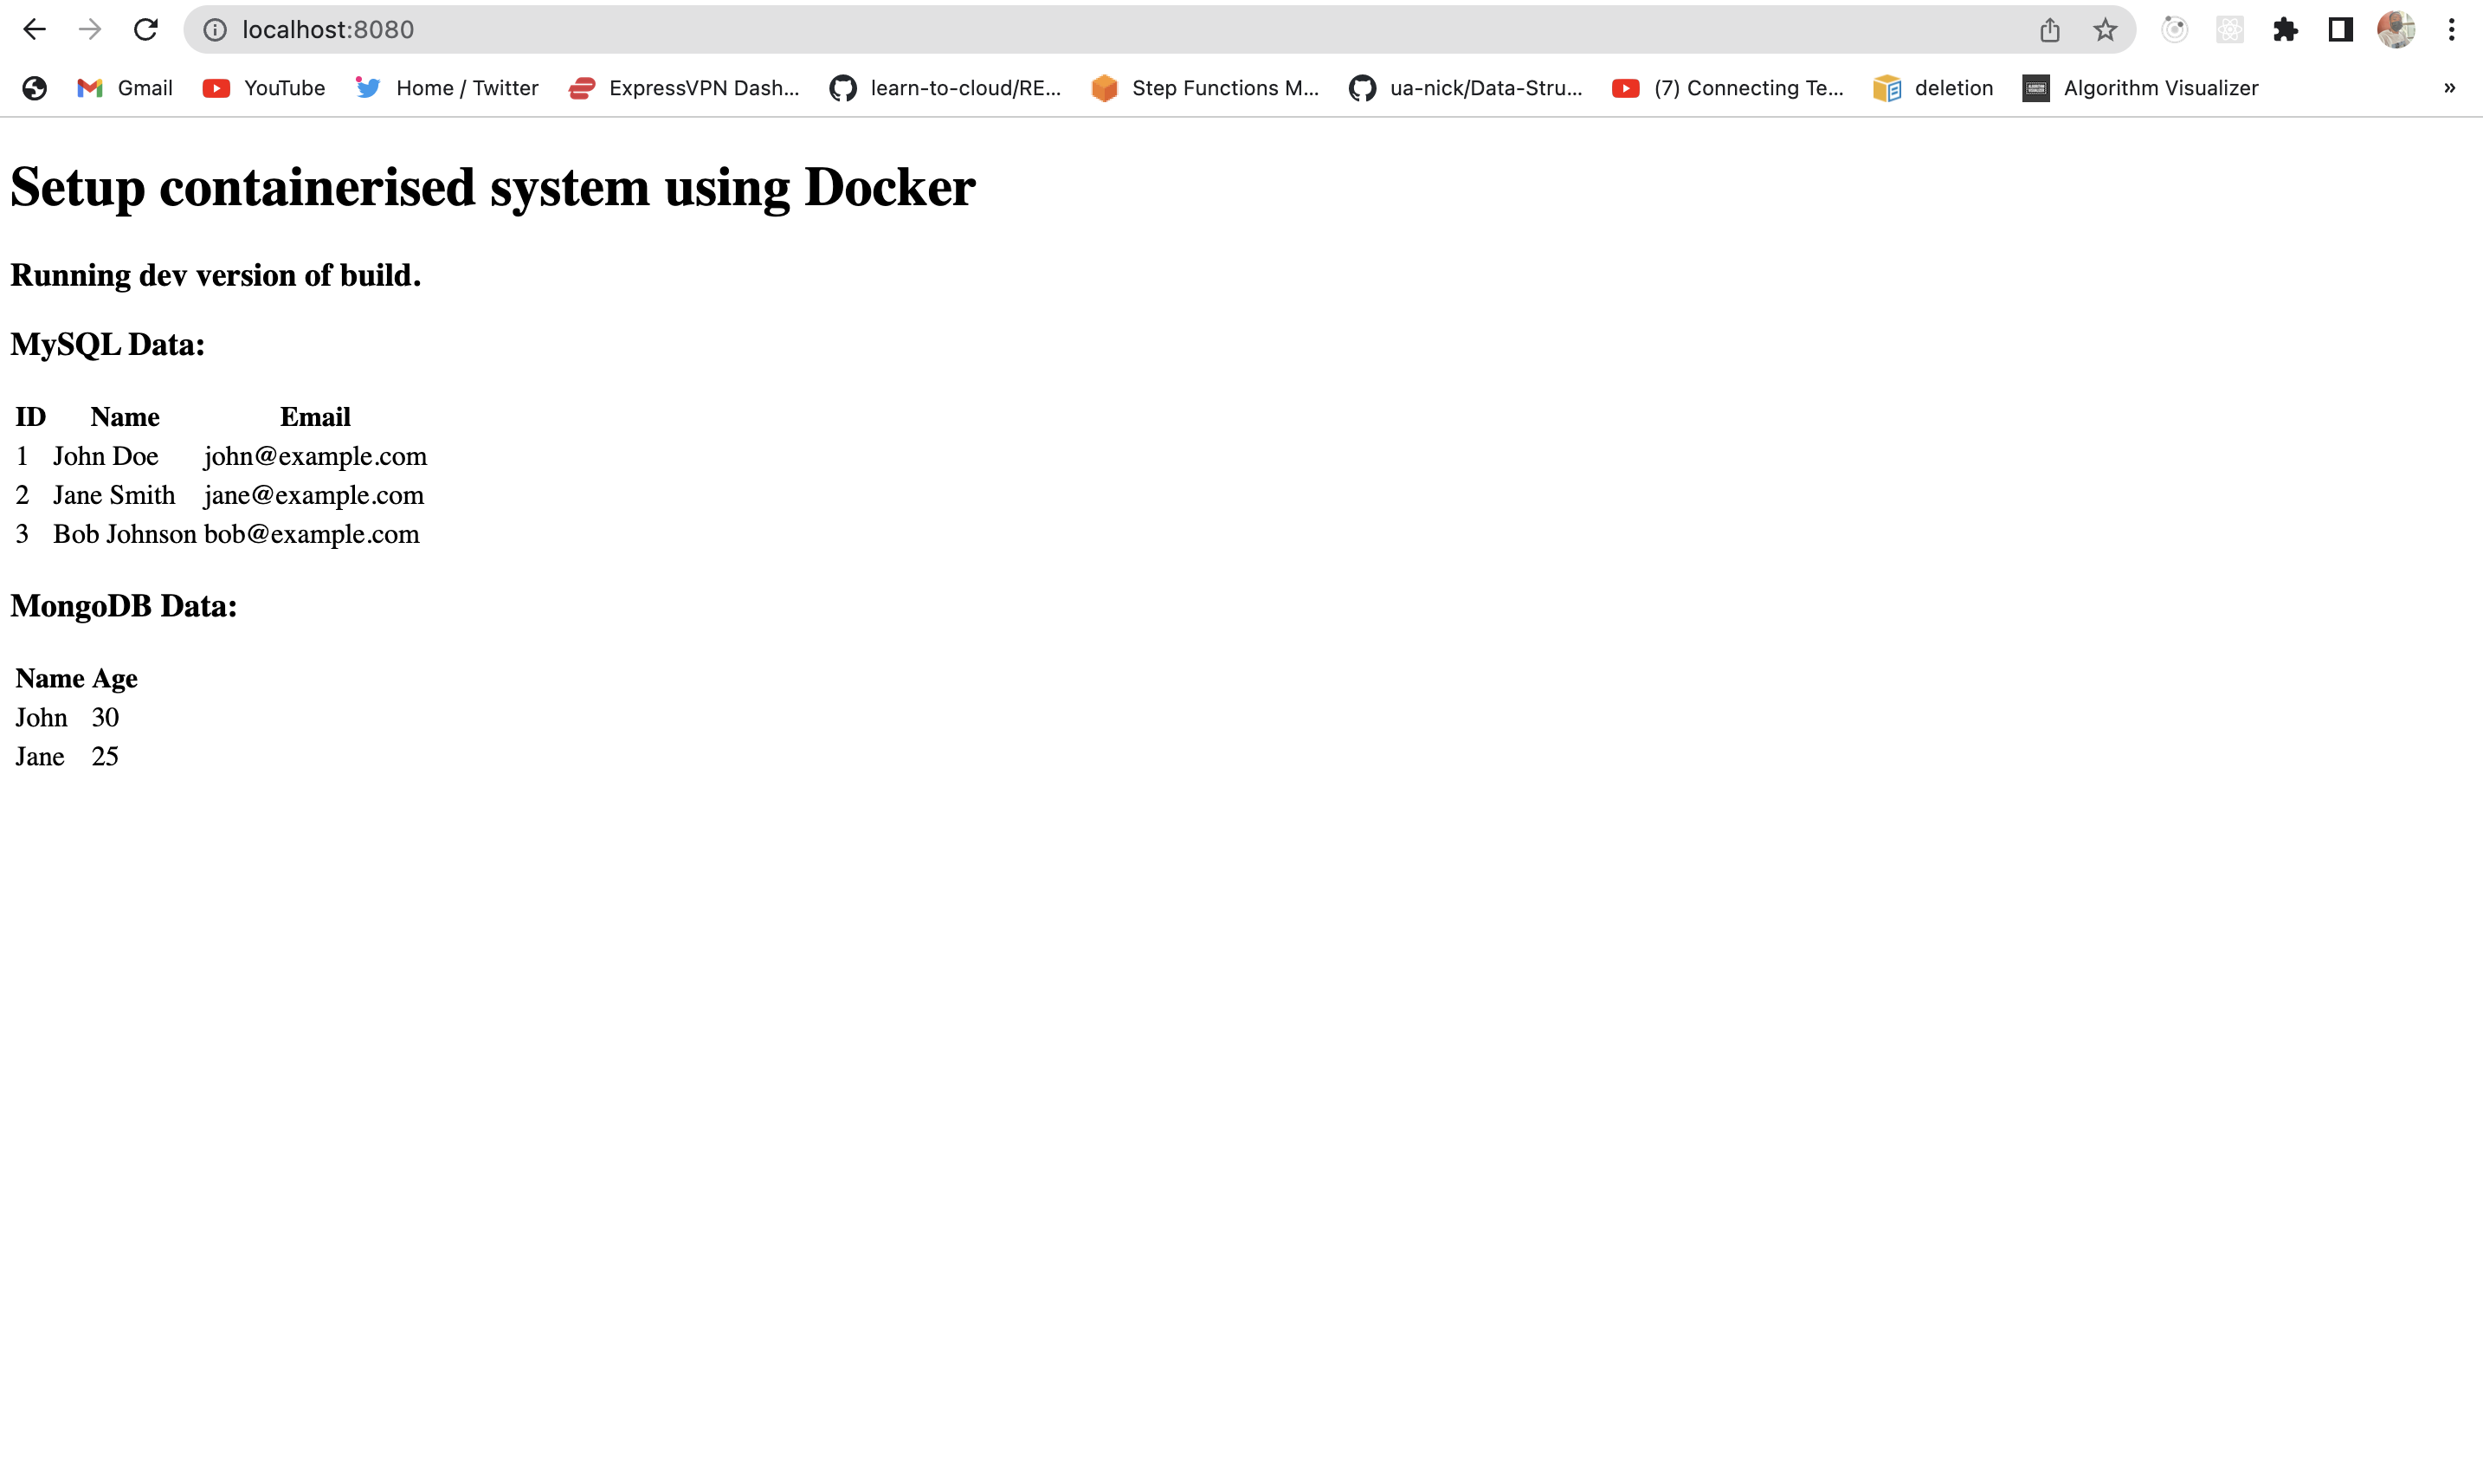 localhost:8080
Gmail YouTube Home / Twitter ExpressVPN Dash... learn-to-cloud/RE... Step Functions M... ua-nick/Data-Stru... (7) Connecting Te... deletion Algorithm Visualizer »
Setup containerised system using Docker
Running dev version of build.
MySQL Data:
ID Name Email
1 John Doe john@example.com
2 Jane Smith jane@example.com
3 Bob Johnson bob@example.com
MongoDB Data:
Name Age
John 30
Jane 25